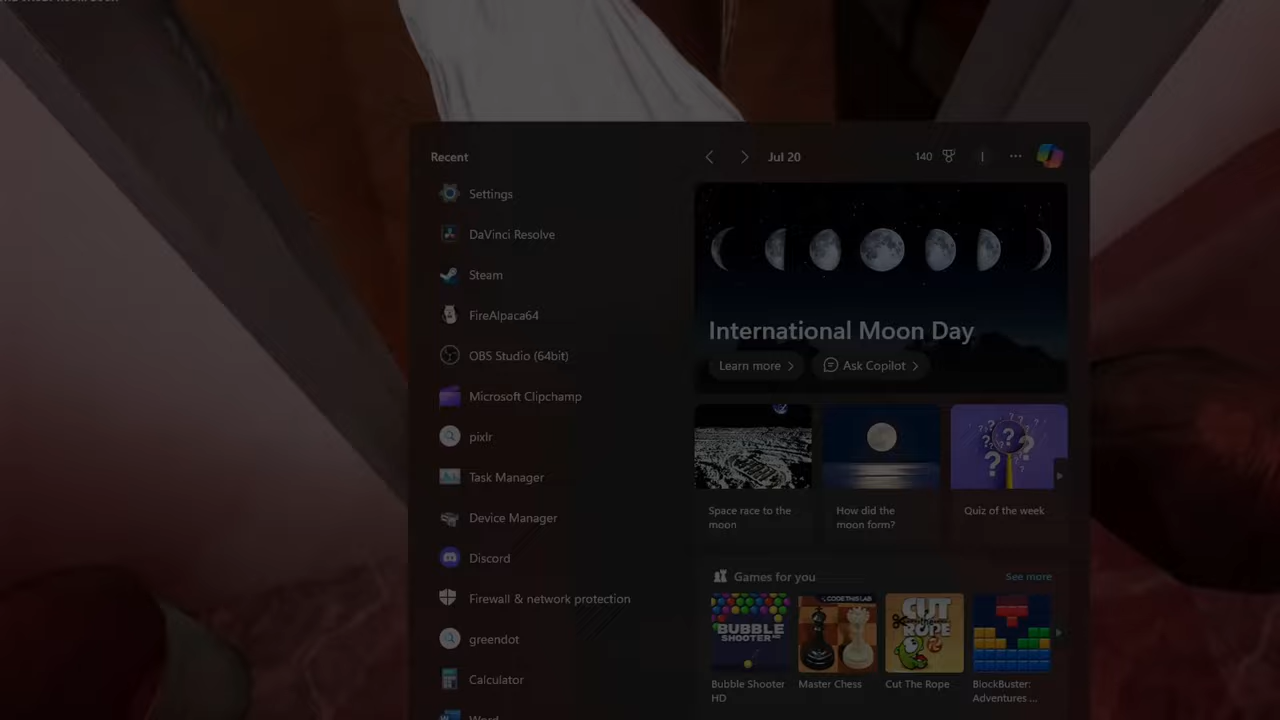 Recent
Settings
DaVinci Resolve
Steam
FireAlpaca64
OBS Studio (64bit)
Microsoft Clipchamp
pixlr
Task Manager
Device Manager
Discord
Firewall & network protection
greendot
Calculator
Word
Jul 20
140
International Moon Day
Learn more
Ask Copilot
Space race to the
moon
How did the
moon form?
Quiz of the week
Games for you
See more
BUBBLE
SHOOTER HD
CODETHISLAB
CUT
THE
ROPE
Bubble Shooter
HD
Master Chess
Cut The Rope
BlockBuster:
Adventures ...